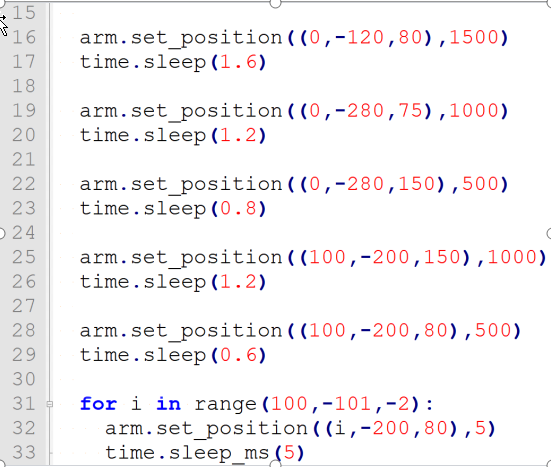 15
16 arm.set_position((0,-120,80),1500)
17 time.sleep(1.6)
18
19 arm.set_position((0,-280,75),1000)
20 time.sleep(1.2)
21
22 arm.set_position((0,-280,150),500)
23 time.sleep(0.8)
24
25 arm.set_position((100,-200,150),1000)
26 time.sleep(1.2)
27
28 arm.set_position((100,-200,80),500)
29 time.sleep(0.6)
30
31 for i in range(100,-101,-2):
32 arm.set_position((i,-200,80),5)
33 time.sleep_ms(5)